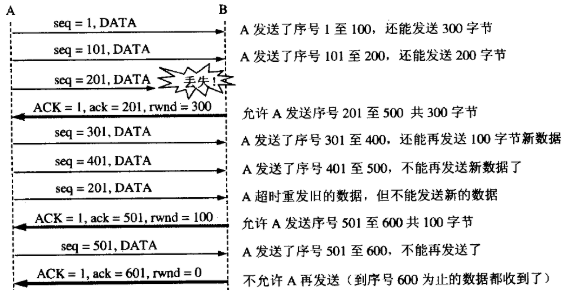 A B
seq = 1, DATA A 发送了序号 1 至 100，还能发送 300 字节
seq = 101, DATA A 发送了序号 101 至 200，还能发送 200 字节
seq = 201, DATA 丢失！
ACK = 1, ack = 201, rwnd = 300 允许 A 发送序号 201 至 500 共 300 字节
seq = 301, DATA A 发送了序号 301 至 400，还能再发送 100 字节新数据
seq = 401, DATA A 发送了序号 401 至 500，不能再发送新数据了
seq = 201, DATA A 超时重发旧的数据，但不能发送新的数据
ACK = 1, ack = 501, rwnd = 100 允许 A 发送序号 501 至 600 共 100 字节
seq = 501, DATA A 发送了序号 501 至 600，不能再发送了
ACK = 1, ack = 601, rwnd = 0 不允许 A 再发送（到序号 600 为止的数据都收到了）